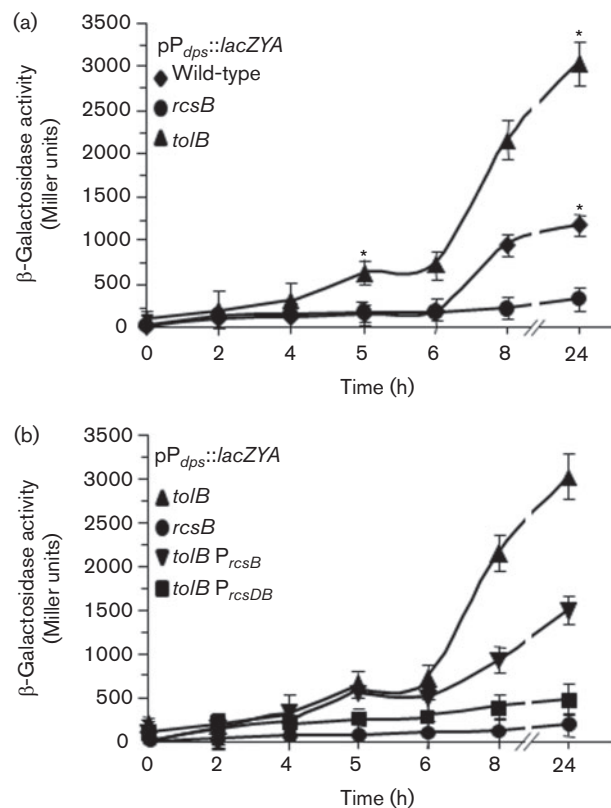 (a)
pPdps::lacZYA
Wild-type
rcsB
tolB
β-Galactosidase activity
(Miller units)
3500
3000
2500
2000
1500
1000
500
0
*
*
*
0 2 4 5 6 8 24
Time (h)
(b)
pPdps::lacZYA
tolB
rcsB
tolB PrcsB
tolB PrcsDB
β-Galactosidase activity
(Miller units)
3500
3000
2500
2000
1500
1000
500
0
0 2 4 5 6 8 24
Time (h)